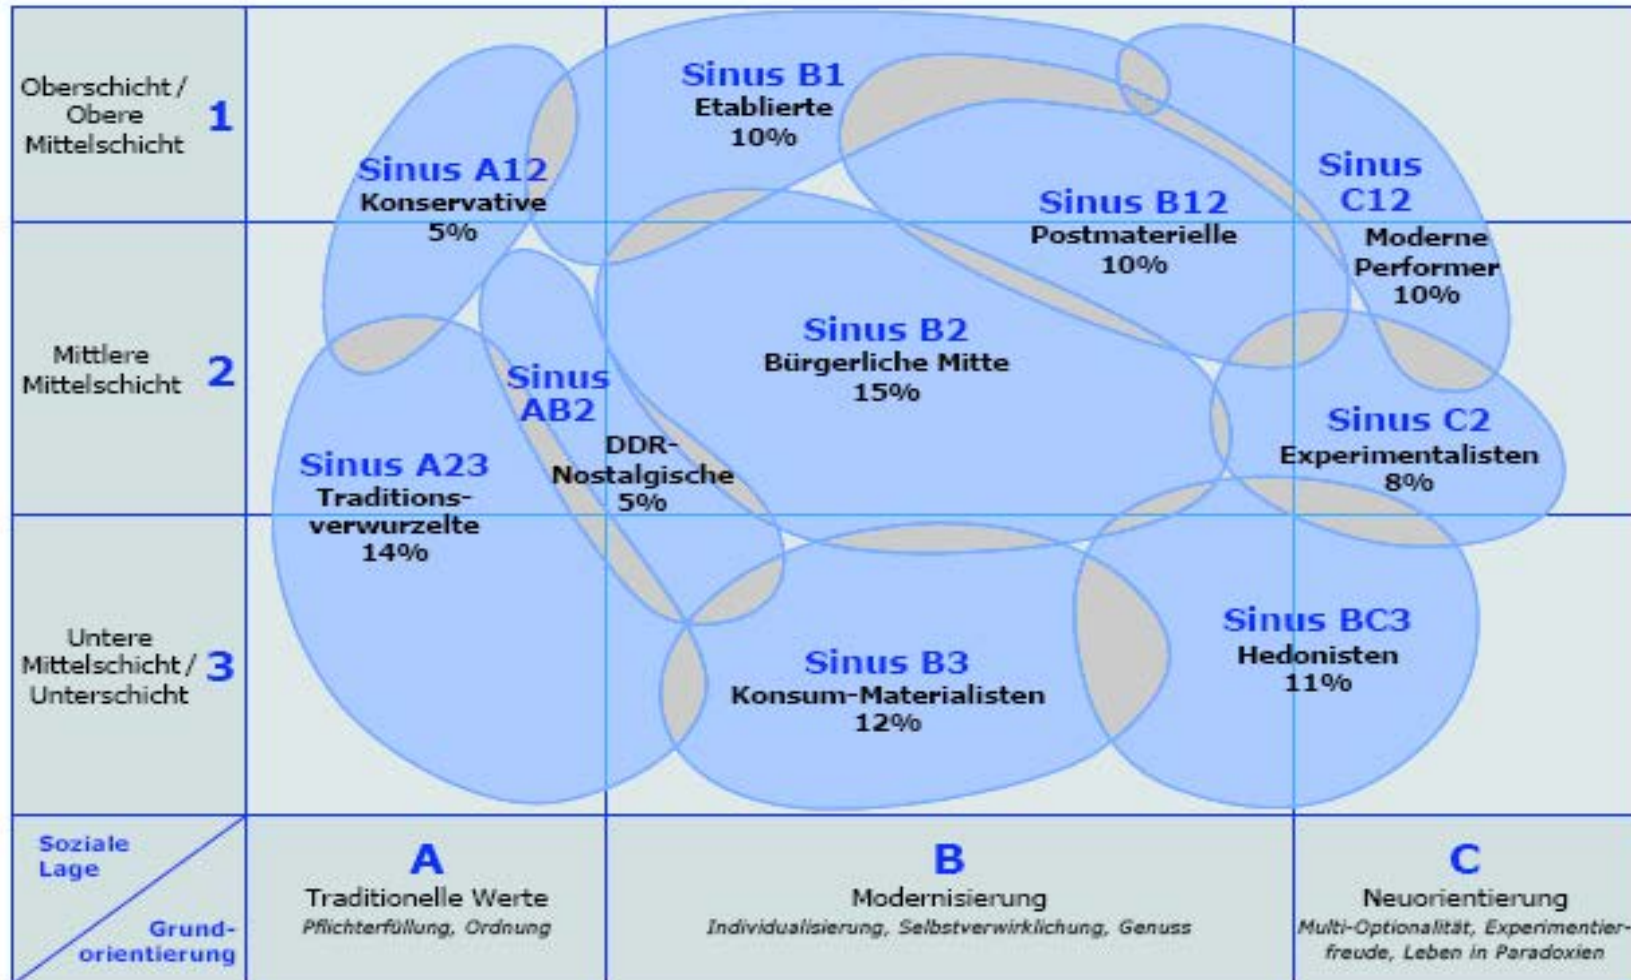 Oberschicht /
Obere
Mittelschicht
1
Sinus B1
Etablierte
10%
Sinus A12
Konservative
5%
Sinus B12
Postmaterielle
10%
Sinus
C12
Moderne
Performer
10%
Mittlere
Mittelschicht
2
Sinus B2
Bürgerliche Mitte
15%
Sinus
AB2
DDR-
Nostalgische
5%
Sinus C2
Experimentalisten
8%
Sinus A23
Traditions-
verwurzelte
14%
Untere
Mittelschicht /
Unterschicht
3
Sinus B3
Konsum-Materialisten
12%
Sinus BC3
Hedonisten
11%
Soziale
Lage
Grund-
orientierung
A
Traditionelle Werte
Pflichterfüllung, Ordnung
B
Modernisierung
Individualisierung, Selbstverwirklichung, Genuss
C
Neuorientierung
Multi-Optionalität, Experimentier-
freude, Leben in Paradoxien